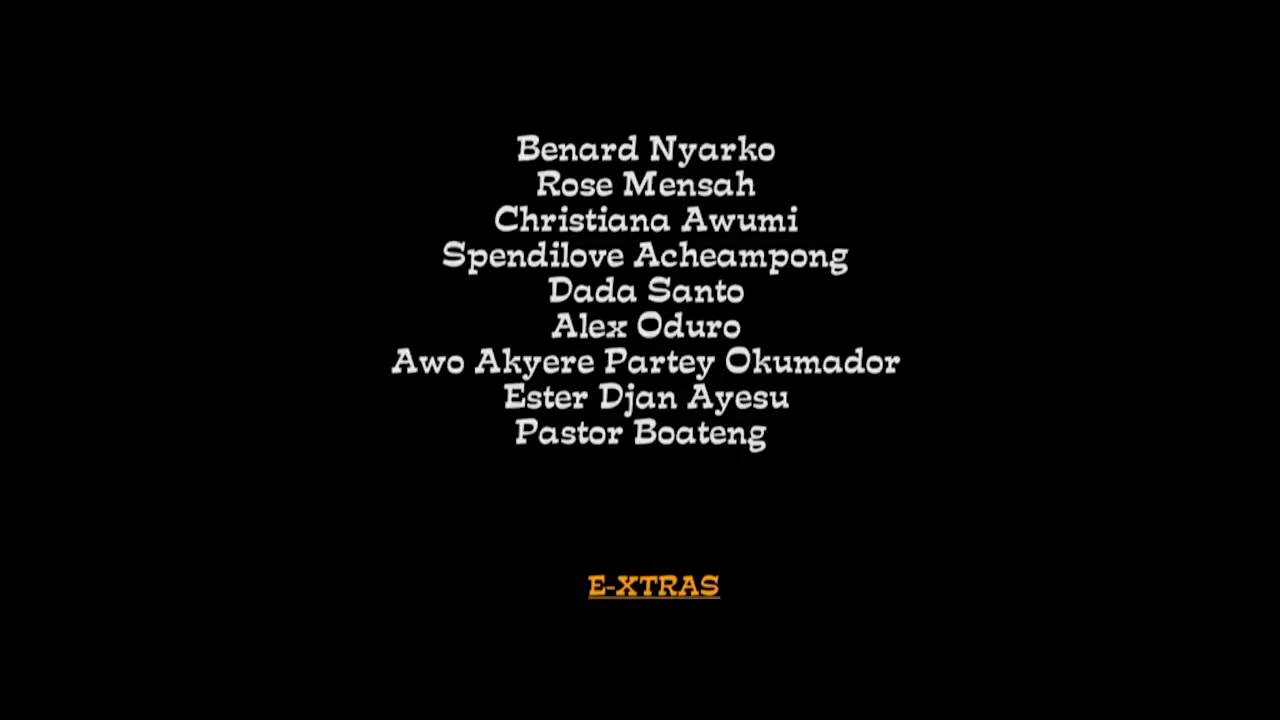 Benard Nyarko
Rose Mensah
Christiana Awumi
Spendilove Acheampong
Dada Santo
Alex Oduro
Awo Akyere Partey Okumador
Ester Djan Ayesu
Pastor Boateng
E-XTRAS